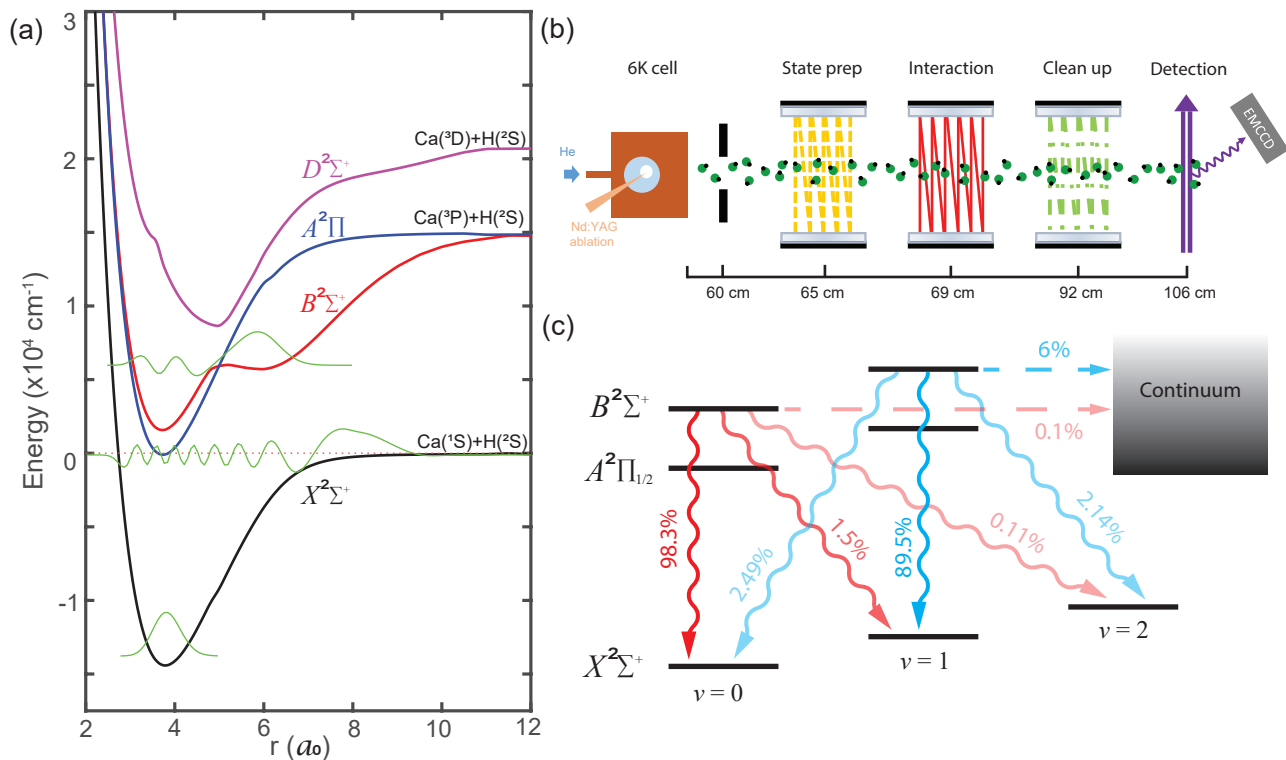 (a)
Energy (x10⁴ cm⁻¹)
3
2
1
0
-1
D²Σ⁺
A²Π
B²Σ⁺
X²Σ⁺
Ca(³D)+H(²S)
Ca(³P)+H(²S)
Ca(¹S)+H(²S)
2 4 6 8 10 12
r (a₀)
(b)
6K cell
State prep
Interaction
Clean up
Detection
He
Nd:YAG
ablation
EMCCD
60 cm
65 cm
69 cm
92 cm
106 cm
(c)
6%
Continuum
0.1%
B²Σ⁺
A²Π₁/₂
98.3%
2.49%
1.5%
89.5%
0.11%
2.14%
X²Σ⁺
v = 0
v = 1
v = 2